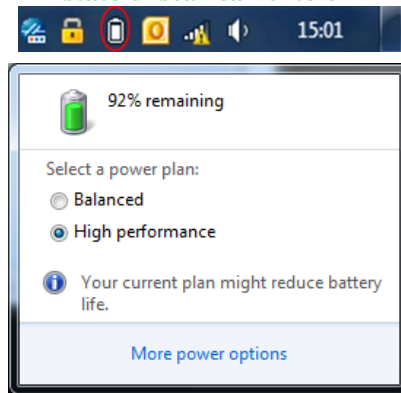 15:01
92% remaining
Select a power plan:
Balanced
High performance
Your current plan might reduce battery
life.
More power options